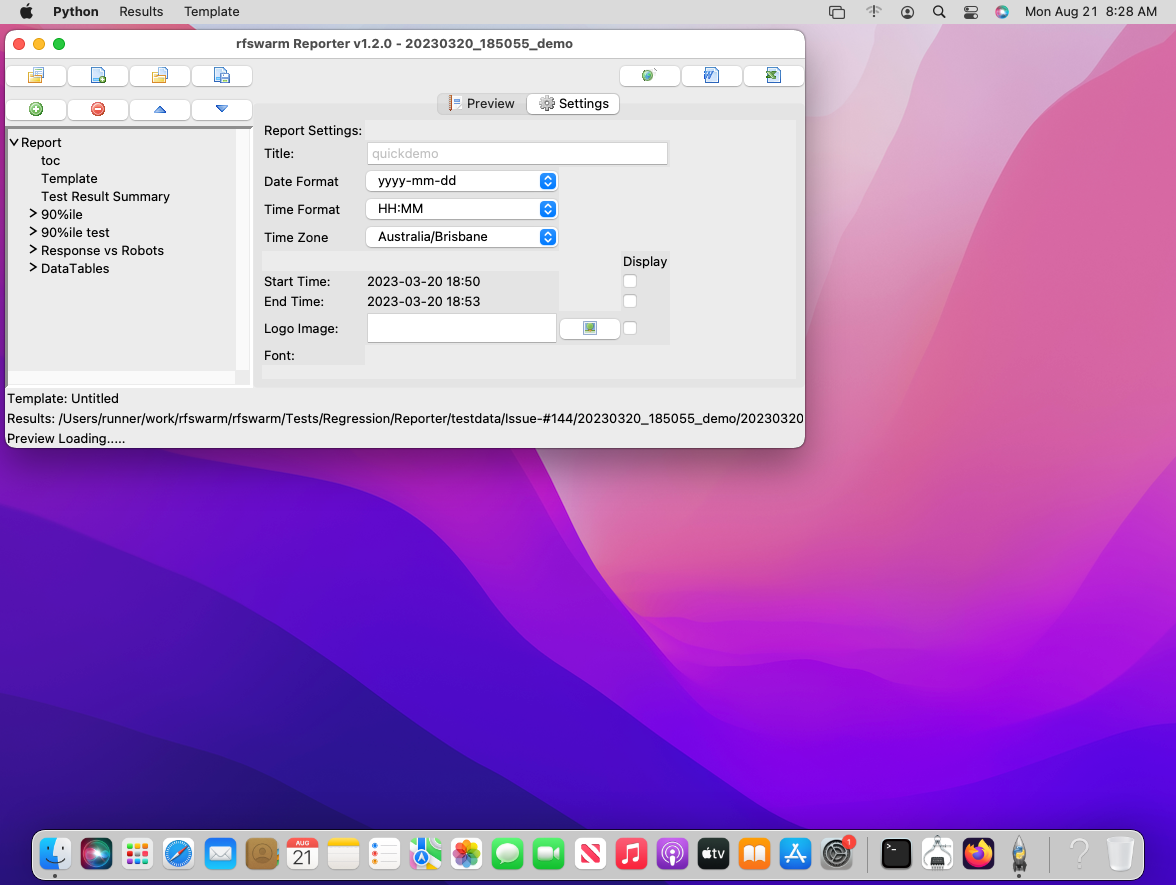 Python Results Template Mon Aug 21 8:28 AM
rfswarm Reporter v1.2.0 - 20230320_185055_demo
Preview Settings
Report
toc
Template
Test Result Summary
90%ile
90%ile test
Response vs Robots
DataTables
Report Settings:
Title: quickdemo
Date Format yyyy-mm-dd
Time Format HH:MM
Time Zone Australia/Brisbane
Display
Start Time: 2023-03-20 18:50
End Time: 2023-03-20 18:53
Logo Image:
Font:
Template: Untitled
Results: /Users/runner/work/rfswarm/rfswarm/Tests/Regression/Reporter/testdata/Issue-#144/20230320_185055_demo/20230320
Preview Loading.....
AUG
21
tv
1